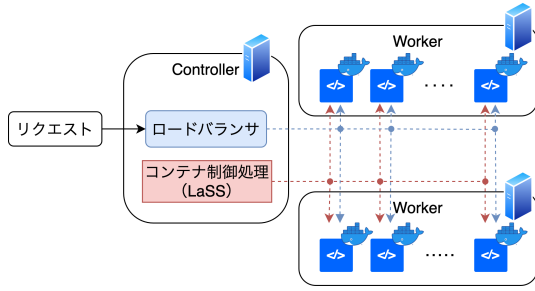 Worker
</>
</>
....
</>
Controller
リクエスト
ロードバランサ
コンテナ制御処理
(LaSS)
Worker
</>
</>
.....
</>